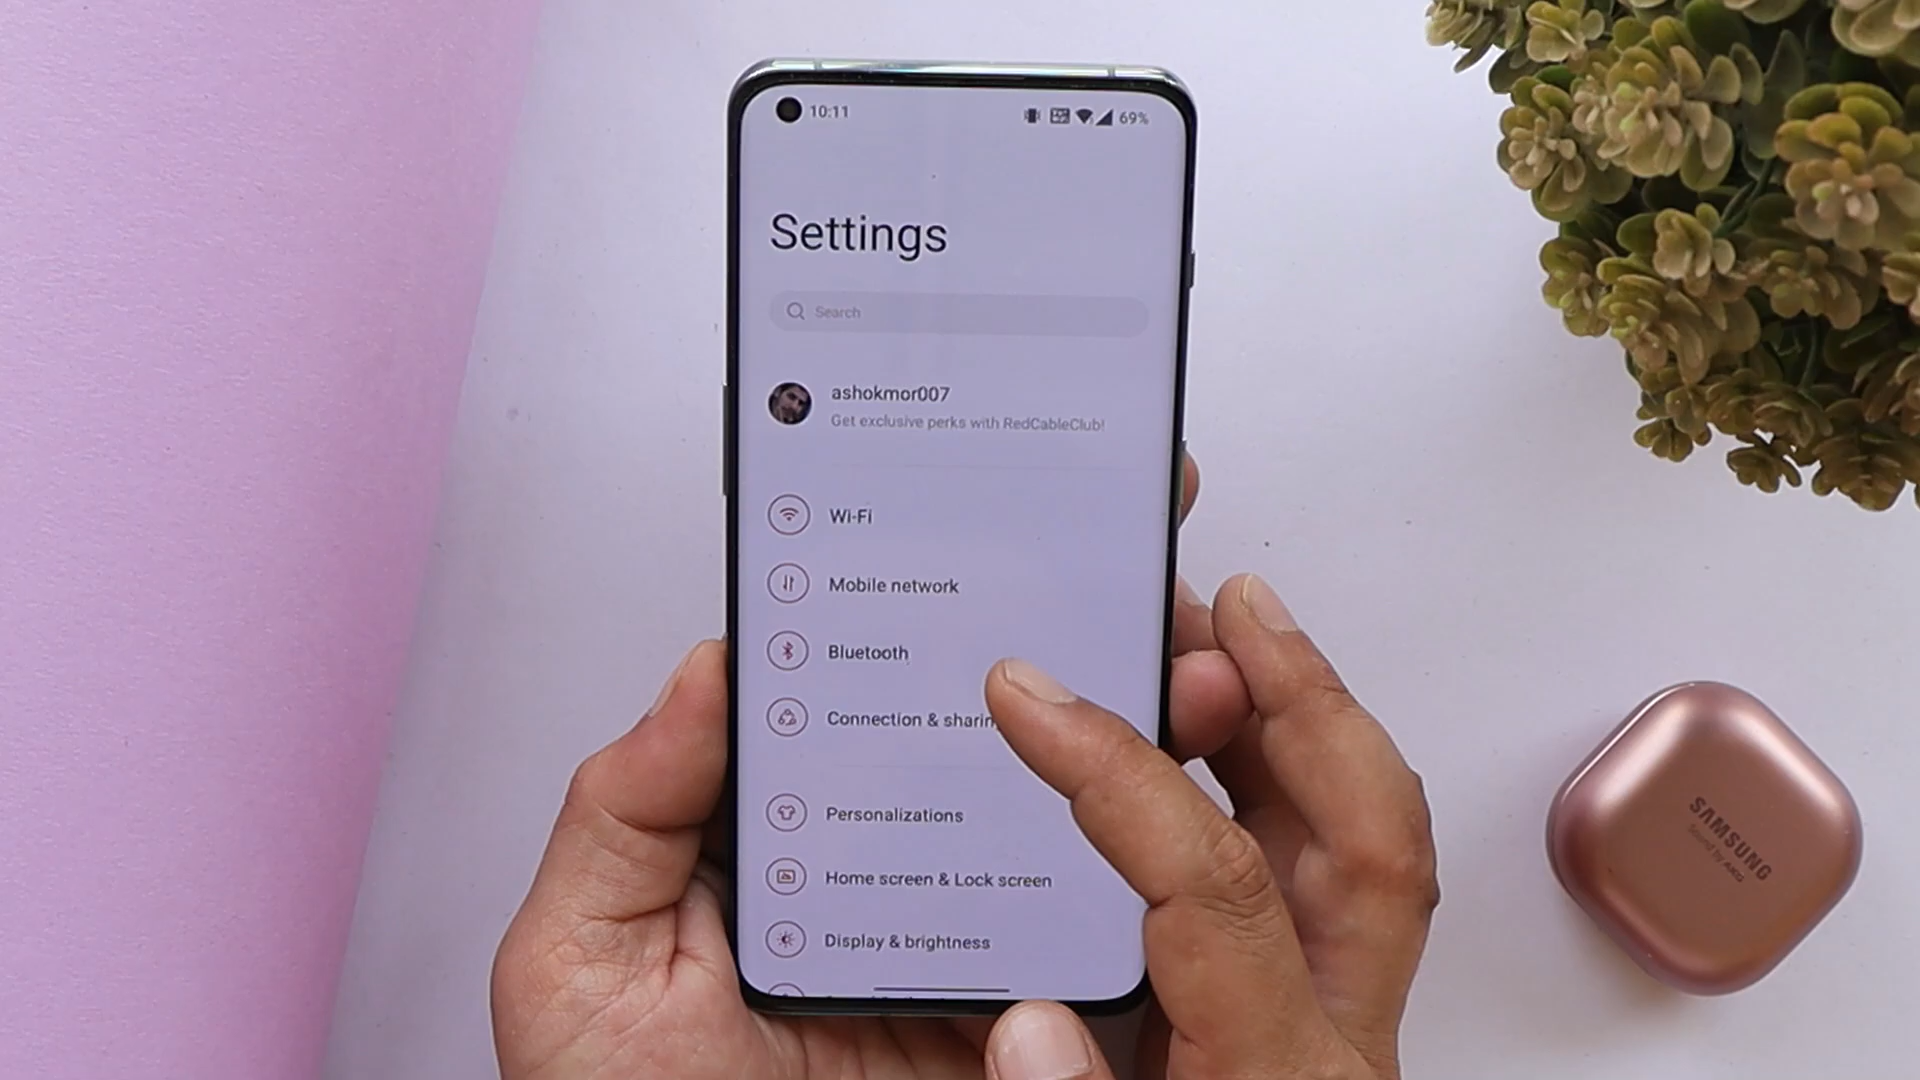 10:11
69%
Settings
Search
ashokmor007
Get exclusive perks with RedCableClub!
Wi-Fi
Mobile network
Bluetooth
Connection & sharin
Personalizations
Home screen & Lock screen
Display & brightness
SAMSUNG
Sound by AKG